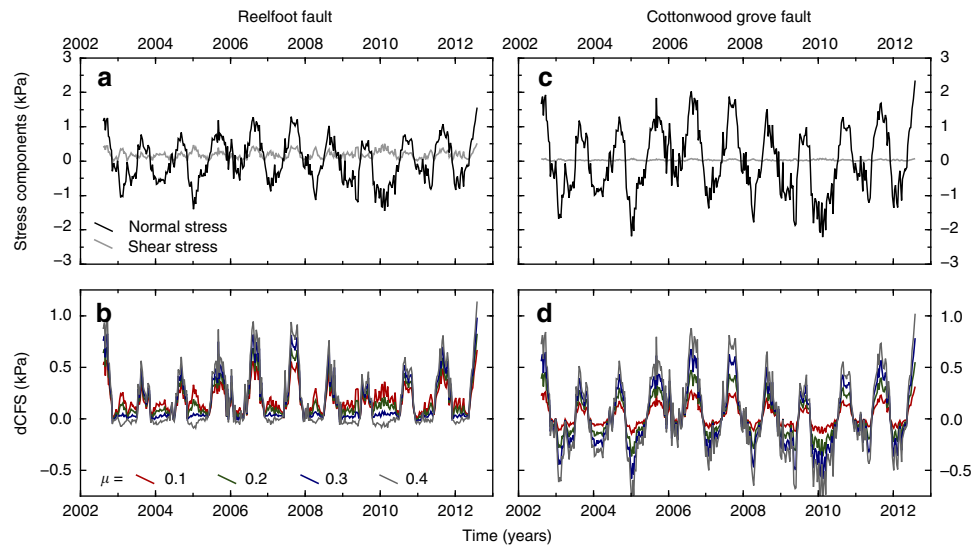 Reelfoot fault
Cottonwood grove fault
2002 2004 2006 2008 2010 2012
2002 2004 2006 2008 2010 2012
Stress components (kPa)
3
2
1
0
−1
−2
−3
a
Normal stress
Shear stress
c
3
2
1
0
−1
−2
−3
dCFS (kPa)
1.0
0.5
0.0
−0.5
b
μ = 0.1 0.2 0.3 0.4
d
1.0
0.5
0.0
−0.5
2002 2004 2006 2008 2010 2012
2002 2004 2006 2008 2010 2012
Time (years)